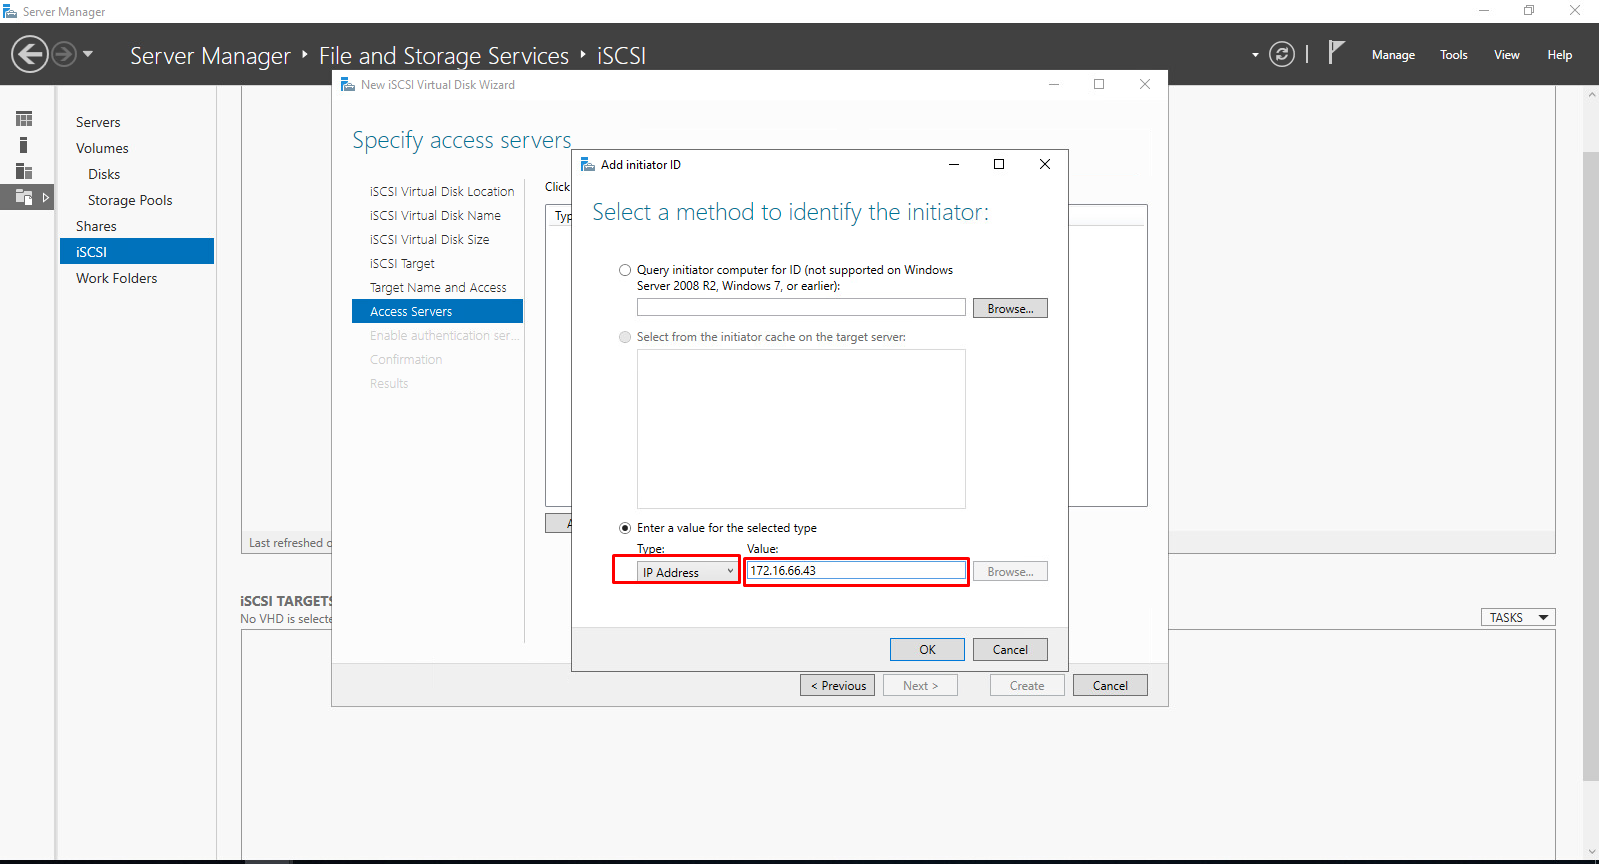 Server Manager
Server Manager ‣ File and Storage Services ‣ iSCSI
Manage Tools View Help
Servers
Volumes
Disks
Storage Pools
Shares
iSCSI
Work Folders
New iSCSI Virtual Disk Wizard
Specify access servers
iSCSI Virtual Disk Location
iSCSI Virtual Disk Name
iSCSI Virtual Disk Size
iSCSI Target
Target Name and Access
Access Servers
Enable authentication ser...
Confirmation
Results
Click
Typ
A
Add initiator ID
Select a method to identify the initiator:
Query initiator computer for ID (not supported on Windows
Server 2008 R2, Windows 7, or earlier):
Browse...
Select from the initiator cache on the target server:
Enter a value for the selected type
Type: Value:
IP Address 172.16.66.43 Browse...
OK Cancel
< Previous Next > Create Cancel
Last refreshed o
iSCSI TARGETS
No VHD is selecte
TASKS